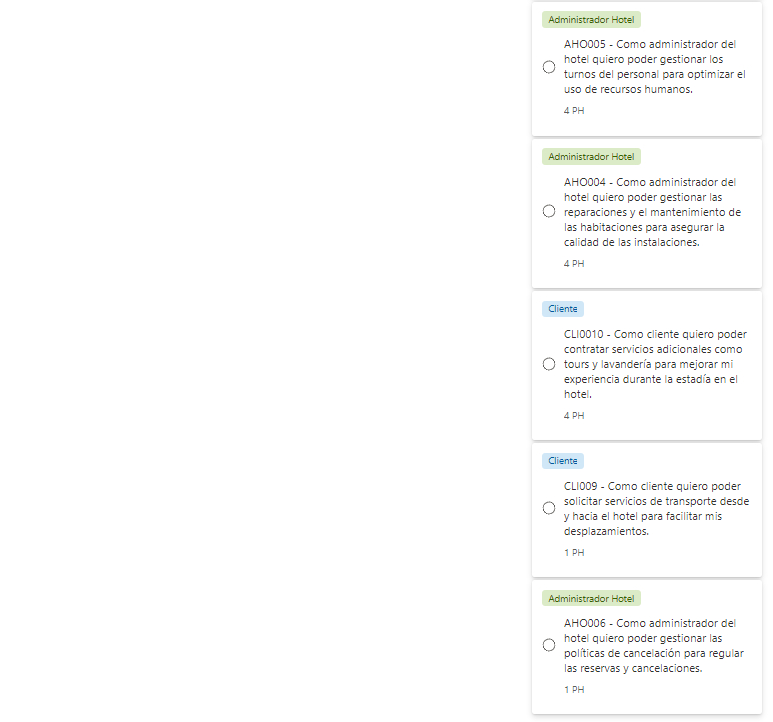 Administrador Hotel
AHO005 - Como administrador del
hotel quiero poder gestionar los
turnos del personal para optimizar el
uso de recursos humanos.
4 PH
Administrador Hotel
AHO004 - Como administrador del
hotel quiero poder gestionar las
reparaciones y el mantenimiento de
las habitaciones para asegurar la
calidad de las instalaciones.
4 PH
Cliente
CLI0010 - Como cliente quiero poder
contratar servicios adicionales como
tours y lavandería para mejorar mi
experiencia durante la estadía en el
hotel.
4 PH
Cliente
CLI009 - Como cliente quiero poder
solicitar servicios de transporte desde
y hacia el hotel para facilitar mis
desplazamientos.
1 PH
Administrador Hotel
AHO006 - Como administrador del
hotel quiero poder gestionar las
políticas de cancelación para regular
las reservas y cancelaciones.
1 PH